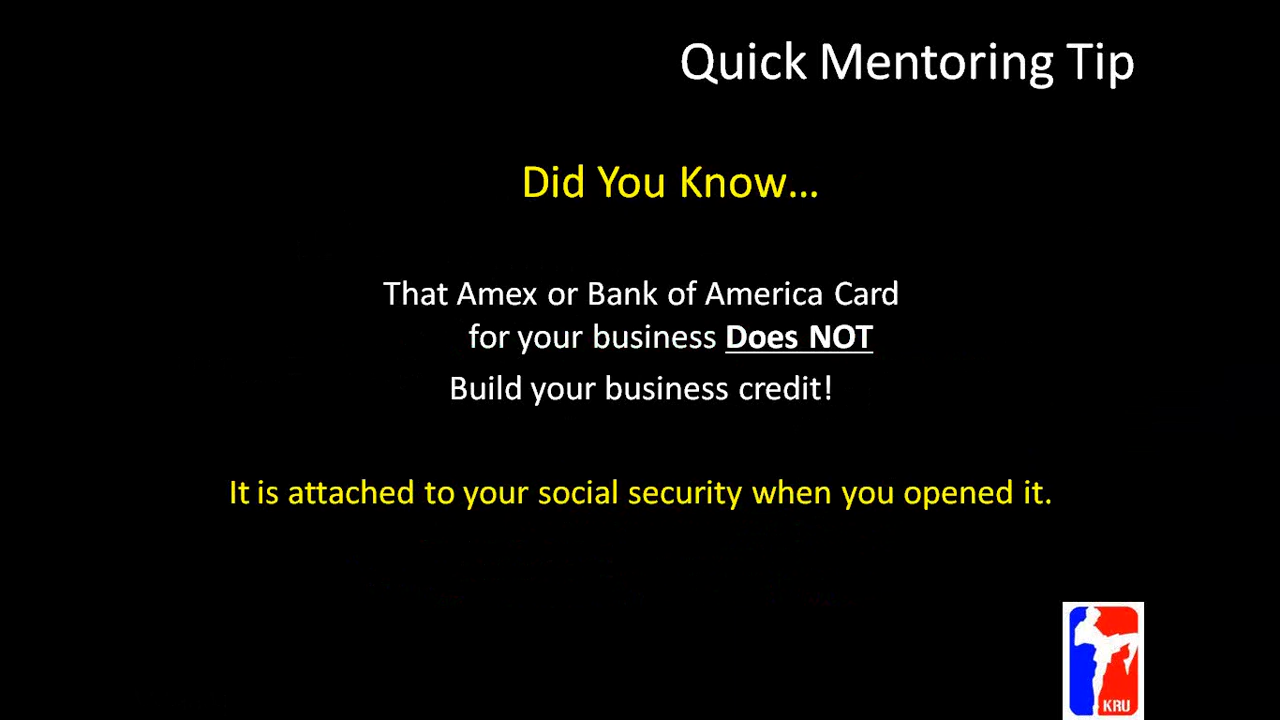 Quick Mentoring Tip
Did You Know...
That Amex or Bank of America Card
for your business Does NOT
Build your business credit!
It is attached to your social security when you opened it.
KRU